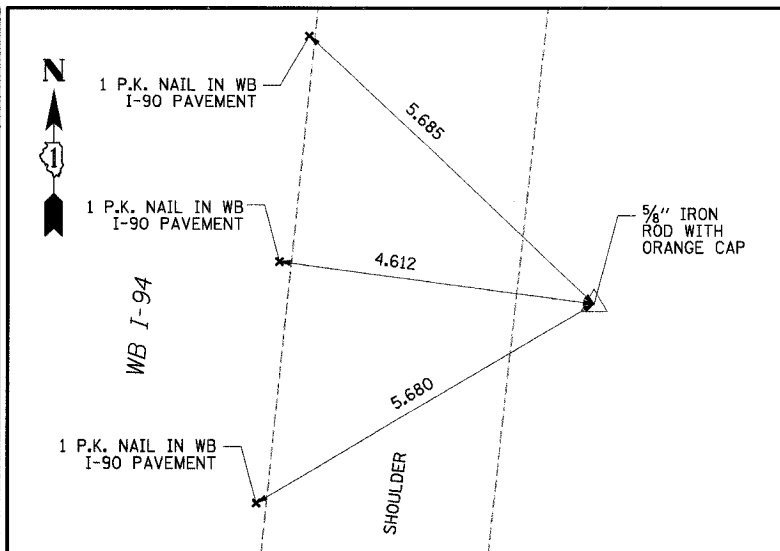 1 P.K. NAIL IN WB
I-90 PAVEMENT
N
1
5.685
1 P.K. NAIL IN WB
I-90 PAVEMENT
5/8" IRON
ROD WITH
ORANGE CAP
4.612
WB I-94
5.680
1 P.K. NAIL IN WB
I-90 PAVEMENT
SHOULDER